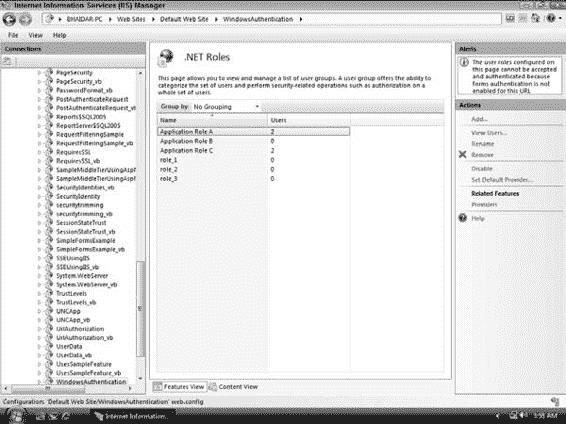 Internet Information Services (IIS) Manager
BHAIDAR-PC
Web Sites
Default Web Site
WindowsAuthentication
File
View
Help
Connections
PageSecurity
PageSecurity_vb
PasswordFormat_vb
PostAuthenticateRequest
PostAuthenticateRequest_vb
Reports$SQL2005
ReportServer$SQL2005
RequestFilteringSample
RequestFilteringSample_vb
RequiresSSL
RequiresSSL_vb
SampleMiddleTierUsingAspf
SampleMiddleTierUsingAspf
SecurityIdentities_vb
SecurityIdentity
securitytrimming
securitytrimming_vb
SessionStateTrust
SessionStateTrust_vb
SimpleFormsExample
SimpleFormsExample_vb
SSEUsingIIS
SSEUsingIIS_vb
System.WebServer
TrustLevels
TrustLevels_vb
UNCApp
UNCApp_vb
UrlAuthorization
UrlAuthorization_vb
UserData
UserData_vb
UsesSampleFeature
UsesSampleFeature_vb
WindowsAuthentication
.NET Roles
This page allows you to view and manage a list of user groups. A user group offers the ability to
categorize the set of users and perform security-related operations such as authorization on a
whole set of users.
Group by: No Grouping
Name Users
Application Role A 2
Application Role B 0
Application Role C 2
role_1 0
role_2 0
role_3 0
Features View
Content View
Alerts
The user roles configured on
this page cannot be accepted
and authenticated because
forms authentication is not
enabled for this URL
Actions
Add...
View Users...
Rename
Remove
Disable
Set Default Provider...
Related Features
Providers
Help
Configuration: 'Default Web Site/WindowsAuthentication' web.config
Internet Information...